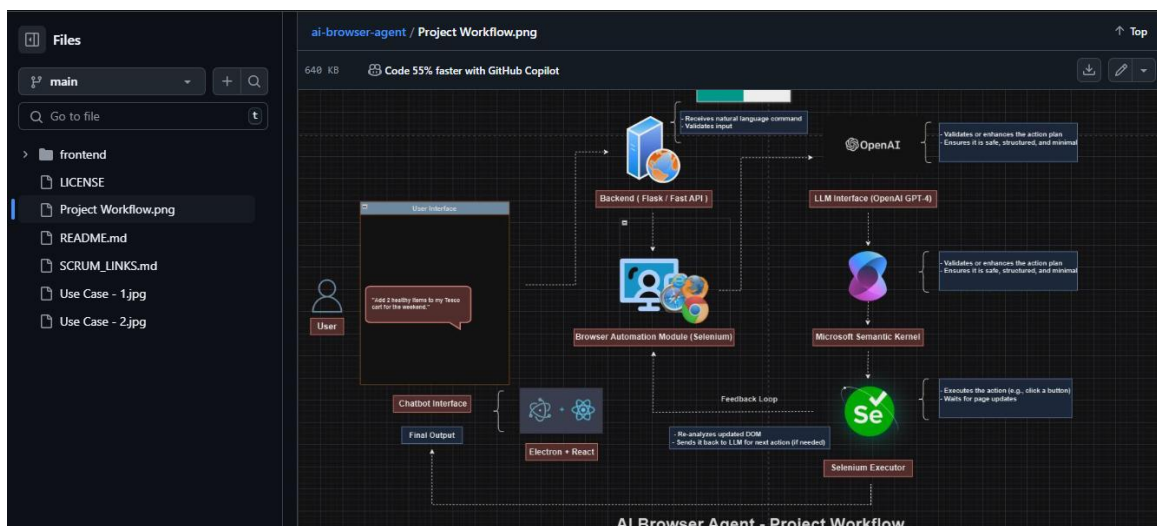 Files
main
Go to file
t
frontend
LICENSE
Project Workflow.png
README.md
SCRUM_LINKS.md
Use Case - 1.jpg
Use Case - 2.jpg
ai-browser-agent / Project Workflow.png
Top
640 KB
Code 55% faster with GitHub Copilot
- Receives natural language command
- Validates input
Backend ( Flask / Fast API )
OpenAI
- Validates or enhances the action plan
- Ensures it is safe, structured, and minimal
LLM Interface (OpenAI GPT-4)
User Interface
"Add 2 healthy items to my Tesco
cart for the weekend."
User
Browser Automation Module (Selenium)
- Validates or enhances the action plan
- Ensures it is safe, structured, and minimal
Microsoft Semantic Kernel
Chatbot Interface
Final Output
Electron + React
Feedback Loop
- Re-analyzes updated DOM
- Sends it back to LLM for next action (if needed)
Se
- Executes the action (e.g., click a button)
- Waits for page updates
Selenium Executor
AI Browser Agent - Project Workflow